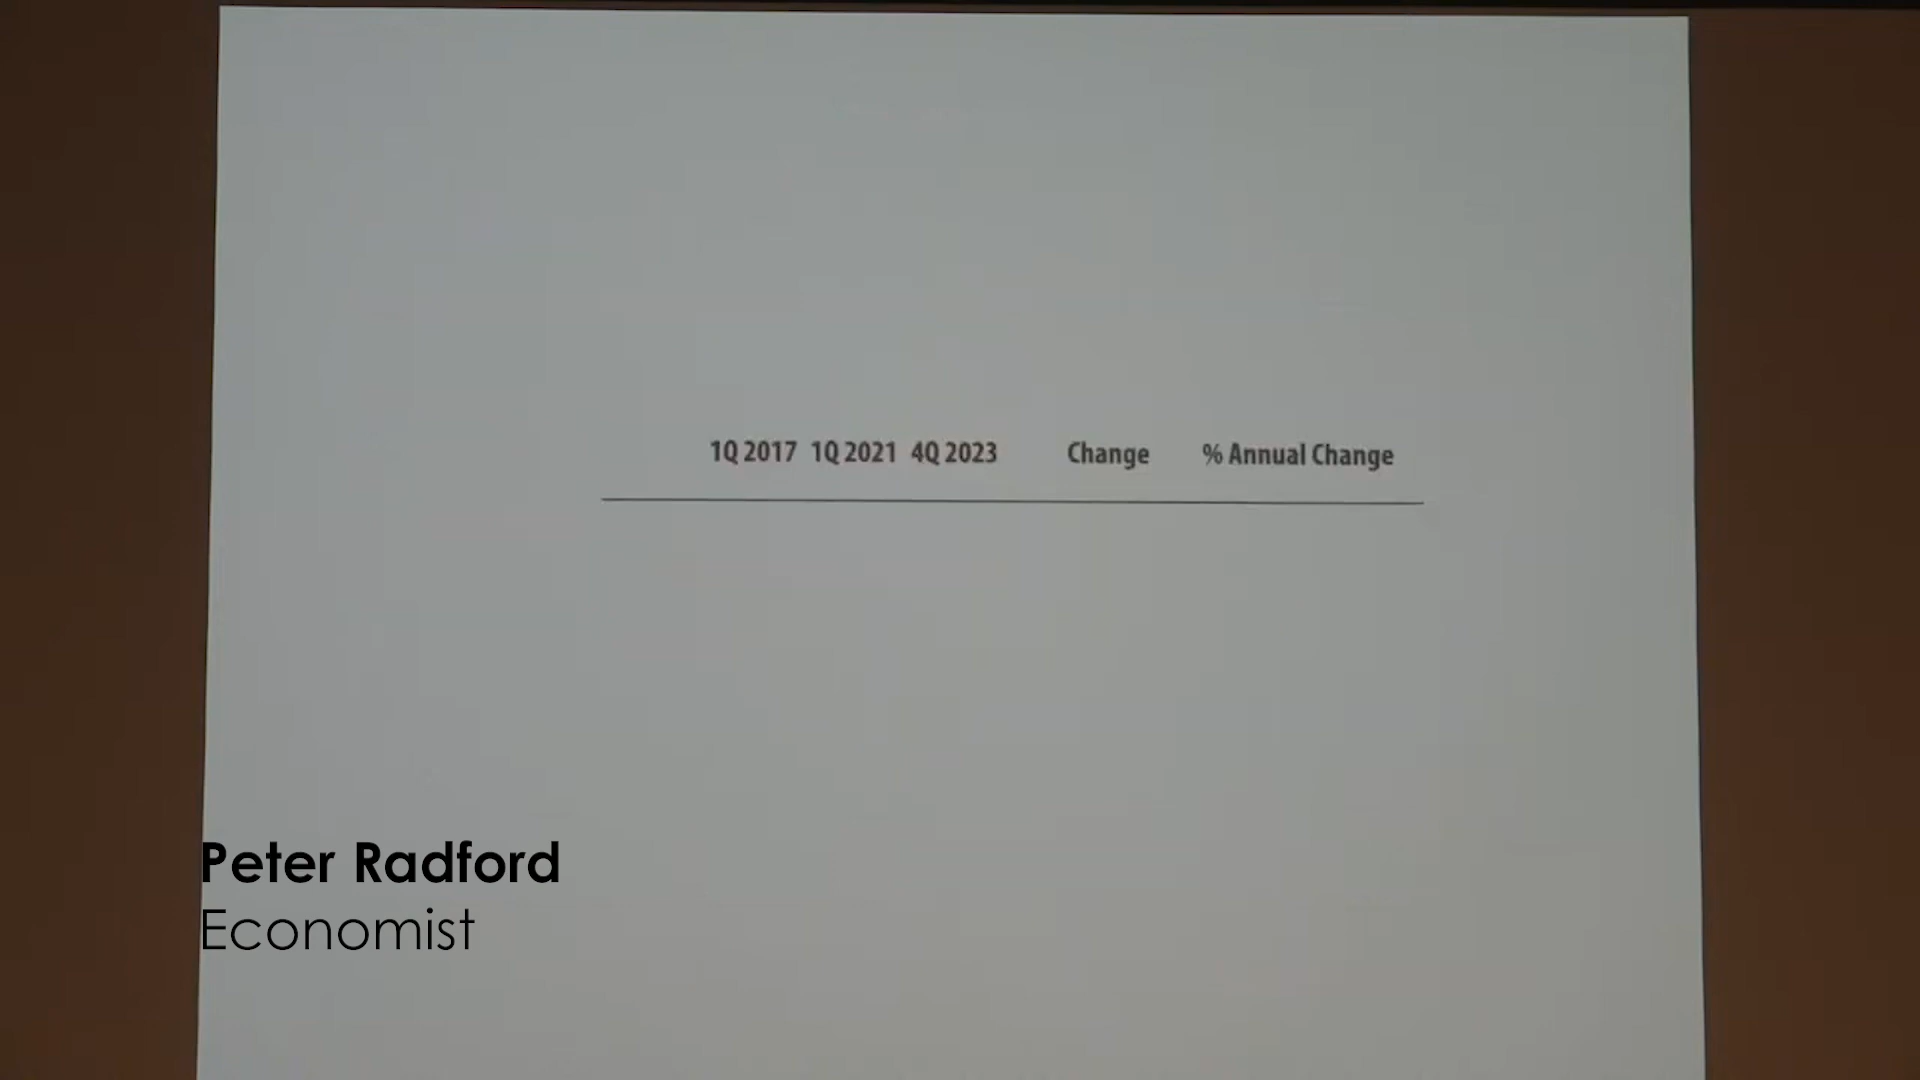 1Q 2017 1Q 2021 4Q 2023 Change % Annual Change
Peter Radford
Economist